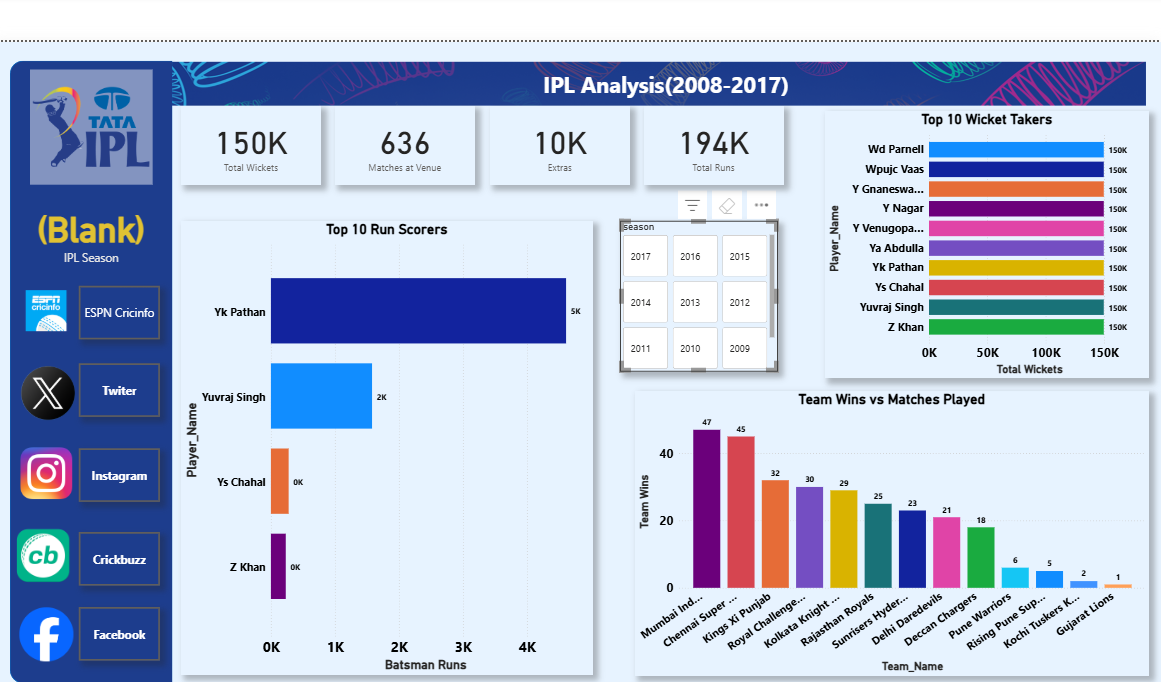 IPL Analysis(2008-2017)
TATA
IPL
(Blank)
IPL Season
ESPN
cricinfo
ESPN Cricinfo
Twiter
Instagram
cb
Crickbuzz
Facebook
150K
Total Wickets
636
Matches at Venue
10K
Extras
194K
Total Runs
Top 10 Run Scorers
Player_Name
Yk Pathan
5K
Yuvraj Singh
2K
Ys Chahal
0K
Z Khan
0K
0K 1K 2K 3K 4K
Batsman Runs
season
2017 2016 2015
2014 2013 2012
2011 2010 2009
Top 10 Wicket Takers
Player_Name
Wd Parnell 150K
Wpujc Vaas 150K
Y Gnaneswa... 150K
Y Nagar 150K
Y Venugopa... 150K
Ya Abdulla 150K
Yk Pathan 150K
Ys Chahal 150K
Yuvraj Singh 150K
Z Khan 150K
0K 50K 100K 150K
Total Wickets
Team Wins vs Matches Played
Team Wins
40
20
0
47 45 32 30 29 25 23 21 18 6 5 2 1
Mumbai Ind...
Chennai Super ...
Kings Xi Punjab
Royal Challenge...
Kolkata Knight ...
Rajasthan Royals
Sunrisers Hyder...
Delhi Daredevils
Deccan Chargers
Pune Warriors
Rising Pune Sup...
Kochi Tuskers K...
Gujarat Lions
Team_Name